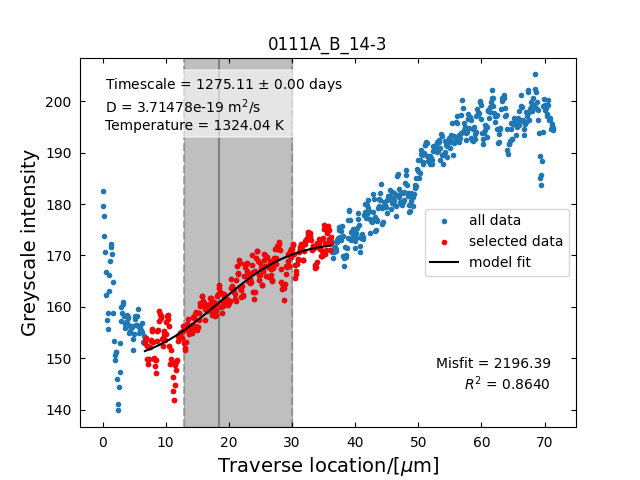 0111A_B_14-3
Timescale = 1275.11 ± 0.00 days
D = 3.71478e-19 m²/s
Temperature = 1324.04 K
200
190
180
170
160
150
140
Greyscale intensity
all data
selected data
model fit
Misfit = 2196.39
R² = 0.8640
0 10 20 30 40 50 60 70
Traverse location/[μm]